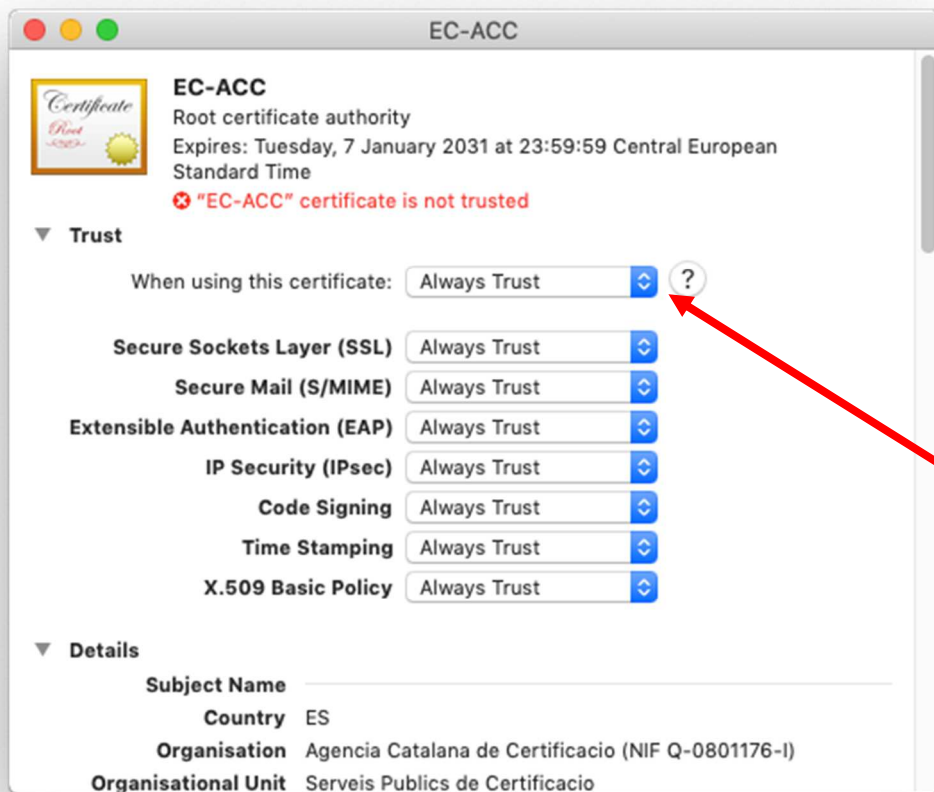 EC-ACC
Certificate
Root
EC-ACC
Root certificate authority
Expires: Tuesday, 7 January 2031 at 23:59:59 Central European
Standard Time
"EC-ACC" certificate is not trusted
Trust
When using this certificate: Always Trust ?
Secure Sockets Layer (SSL) Always Trust
Secure Mail (S/MIME) Always Trust
Extensible Authentication (EAP) Always Trust
IP Security (IPsec) Always Trust
Code Signing Always Trust
Time Stamping Always Trust
X.509 Basic Policy Always Trust
Details
Subject Name
Country ES
Organisation Agencia Catalana de Certificacio (NIF Q-0801176-I)
Organisational Unit Serveis Publics de Certificacio